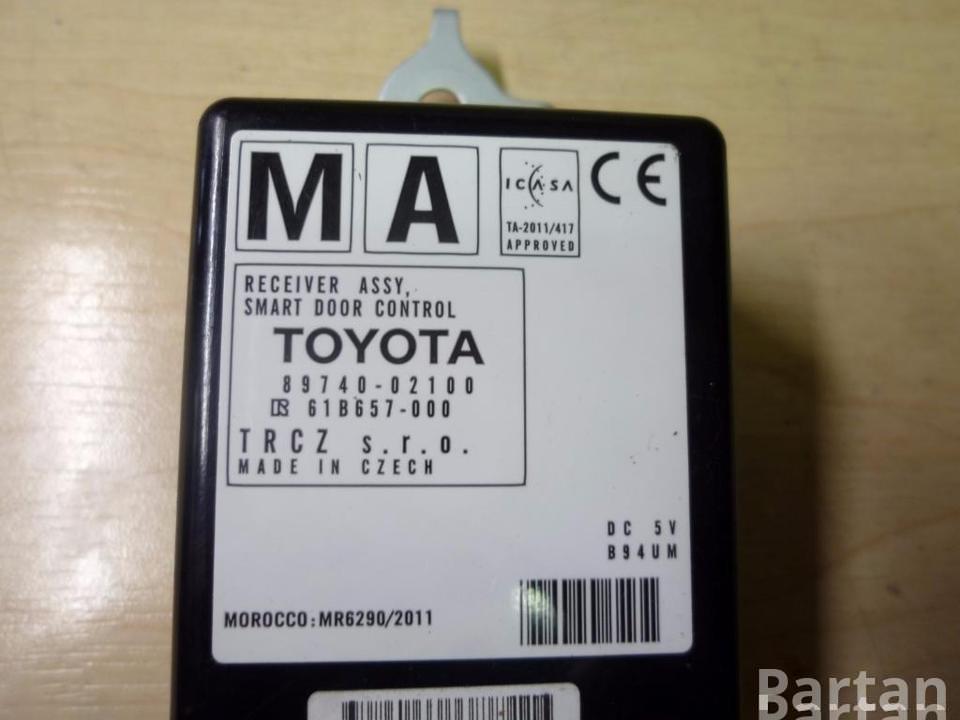 M A
ICASA
TA-2011/417
APPROVED
CE
RECEIVER ASSY,
SMART DOOR CONTROL
TOYOTA
89740-02100
61B657-000
TRCZ s.r.o.
MADE IN CZECH
DC 5V
B94UM
MOROCCO:MR6290/2011
Bartan